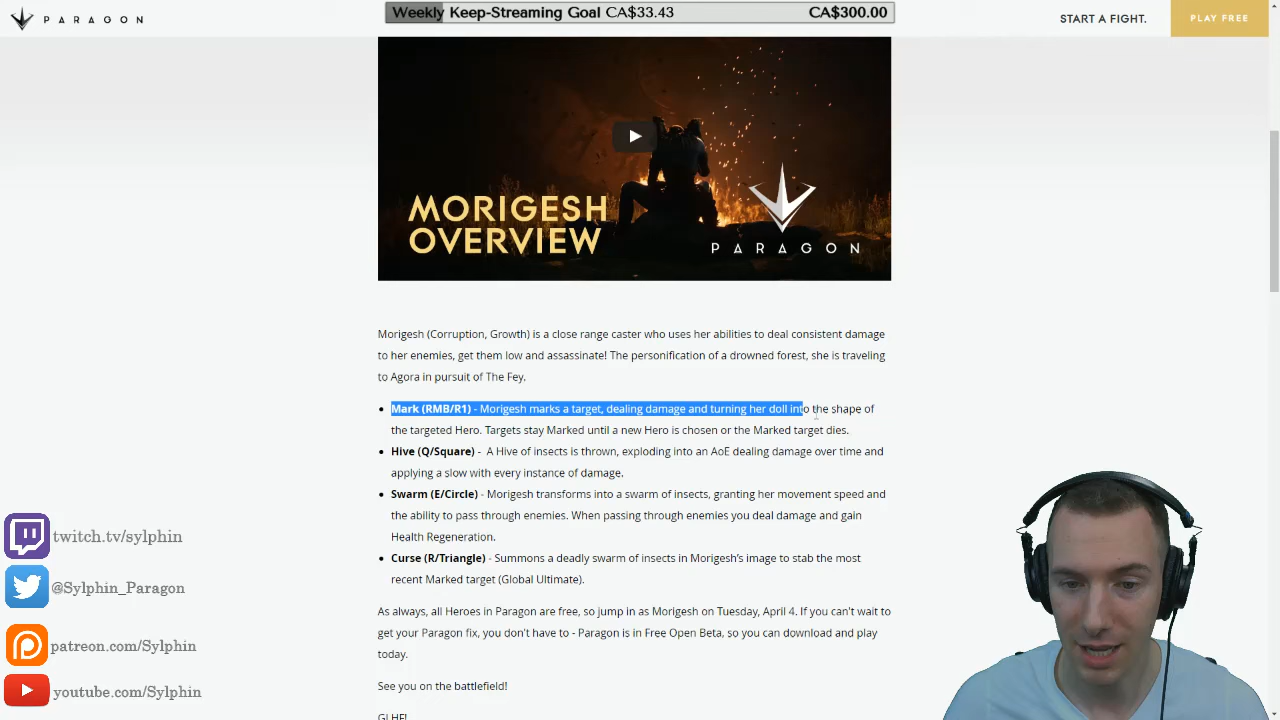 PARAGON
Weekly Keep-Streaming Goal CA$33.43 CA$300.00
START A FIGHT.
PLAY FREE
MORIGESH
OVERVIEW
PARAGON
Morigesh (Corruption, Growth) is a close range caster who uses her abilities to deal consistent damage
to her enemies, get them low and assassinate! The personification of a drowned forest, she is traveling
to Agora in pursuit of The Fey.
• Mark (RMB/R1) - Morigesh marks a target, dealing damage and turning her doll into the shape of
the targeted Hero. Targets stay Marked until a new Hero is chosen or the Marked target dies.
• Hive (Q/Square) - A Hive of insects is thrown, exploding into an AoE dealing damage over time and
applying a slow with every instance of damage.
• Swarm (E/Circle) - Morigesh transforms into a swarm of insects, granting her movement speed and
the ability to pass through enemies. When passing through enemies you deal damage and gain
Health Regeneration.
• Curse (R/Triangle) - Summons a deadly swarm of insects in Morigesh's image to stab the most
recent Marked target (Global Ultimate).
As always, all Heroes in Paragon are free, so jump in as Morigesh on Tuesday, April 4. If you can't wait to
get your Paragon fix, you don't have to - Paragon is in Free Open Beta, so you can download and play
today.
See you on the battlefield!
GLHF!
twitch.tv/sylphin
@Sylphin_Paragon
patreon.com/Sylphin
youtube.com/Sylphin